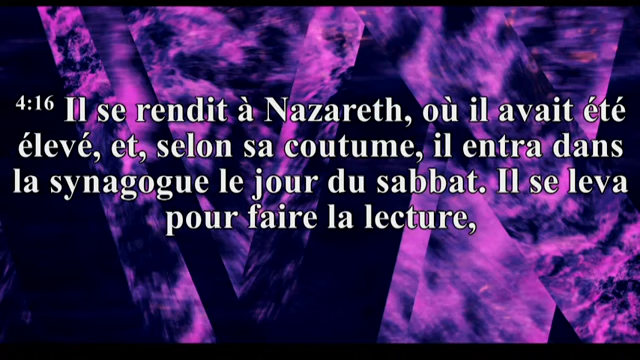 4:16 Il se rendit à Nazareth, où il avait été
élevé, et, selon sa coutume, il entra dans
la synagogue le jour du sabbat. Il se leva
pour faire la lecture,